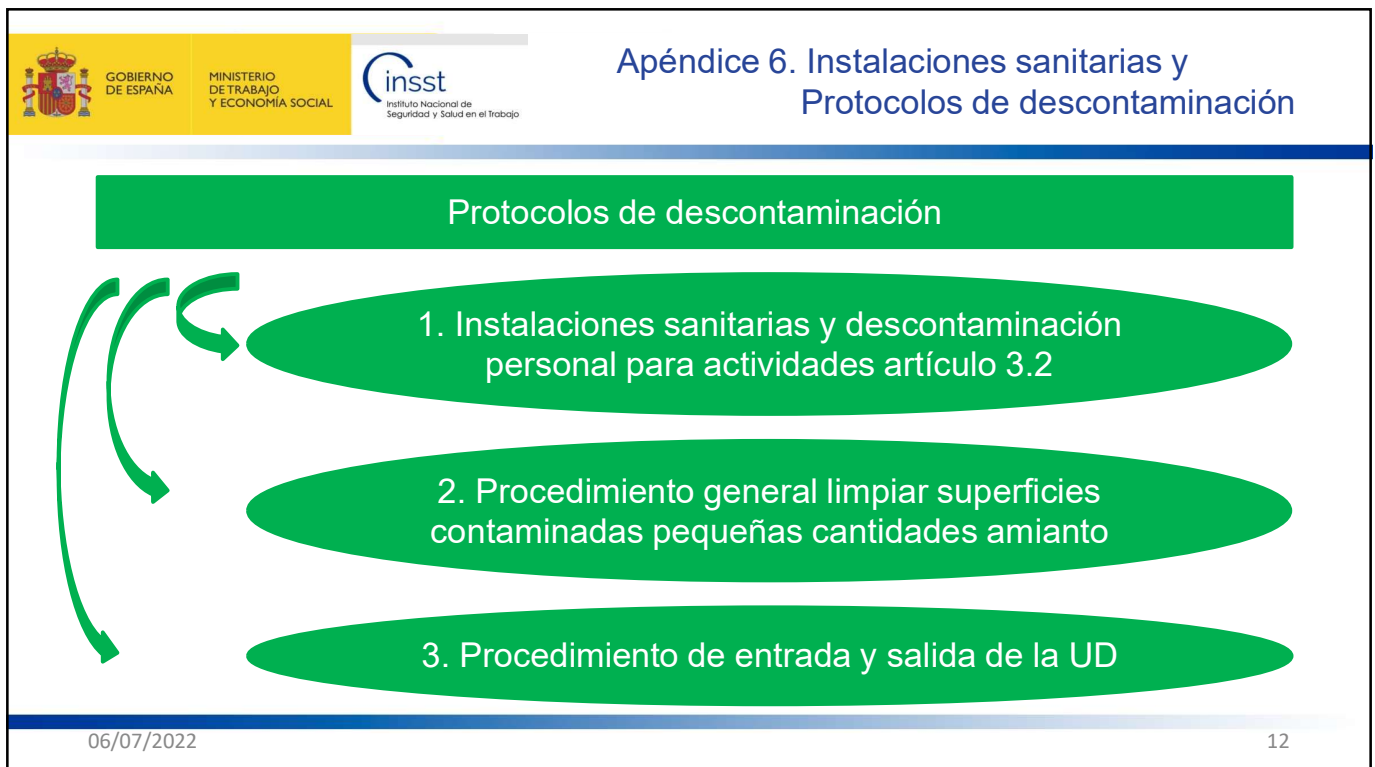 GOBIERNO
DE ESPAÑA
MINISTERIO
DE TRABAJO
Y ECONOMÍA SOCIAL
insst
Instituto Nacional de
Seguridad y Salud en el Trabajo
Apéndice 6. Instalaciones sanitarias y
Protocolos de descontaminación
Protocolos de descontaminación
1. Instalaciones sanitarias y descontaminación
personal para actividades artículo 3.2
2. Procedimiento general limpiar superficies
contaminadas pequeñas cantidades amianto
3. Procedimiento de entrada y salida de la UD
06/07/2022
12